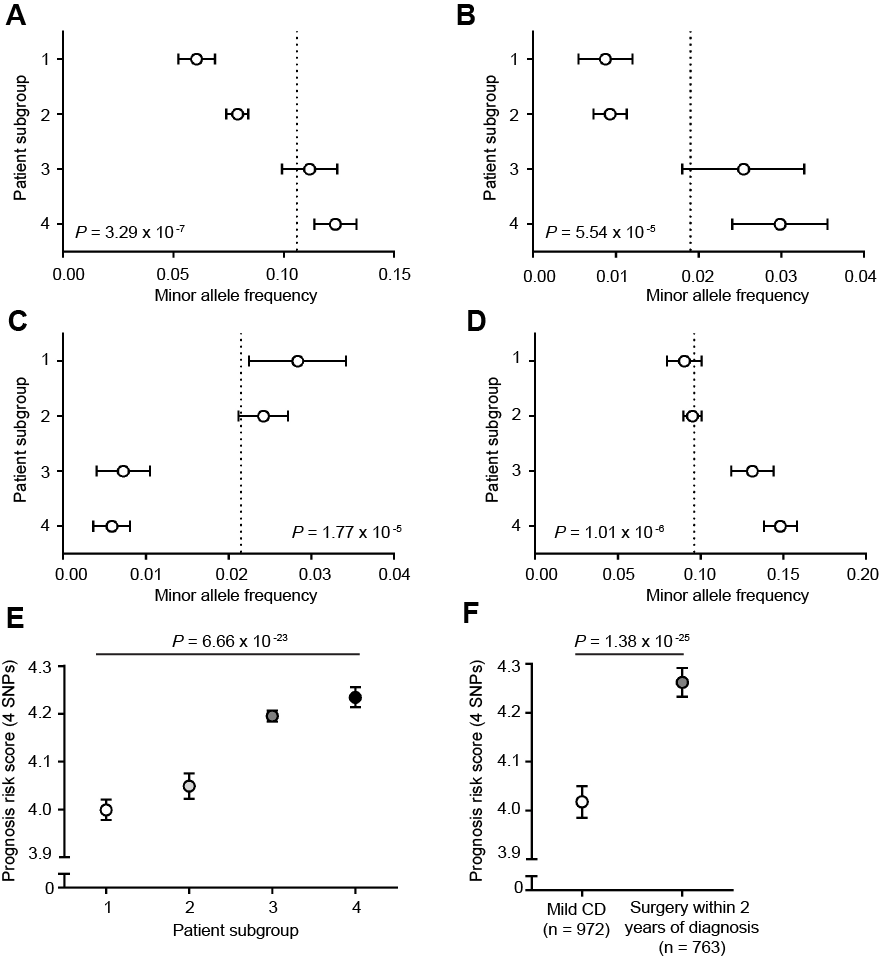 A
Patient subgroup
1
2
3
4
P = 3.29 x 10-7
0.00 0.05 0.10 0.15
Minor allele frequency
B
Patient subgroup
1
2
3
4
P = 5.54 x 10-5
0.00 0.01 0.02 0.03 0.04
Minor allele frequency
C
Patient subgroup
1
2
3
4
P = 1.77 x 10-5
0.00 0.01 0.02 0.03 0.04
Minor allele frequency
D
Patient subgroup
1
2
3
4
P = 1.01 x 10-6
0.00 0.05 0.10 0.15 0.20
Minor allele frequency
E
P = 6.66 x 10-23
Prognosis risk score (4 SNPs)
4.3
4.2
4.1
4.0
3.9
0
1 2 3 4
Patient subgroup
F
P = 1.38 x 10-25
Prognosis risk score (4 SNPs)
4.3
4.2
4.1
4.0
3.9
0
Mild CD
(n = 972)
Surgery within 2
years of diagnosis
(n = 763)